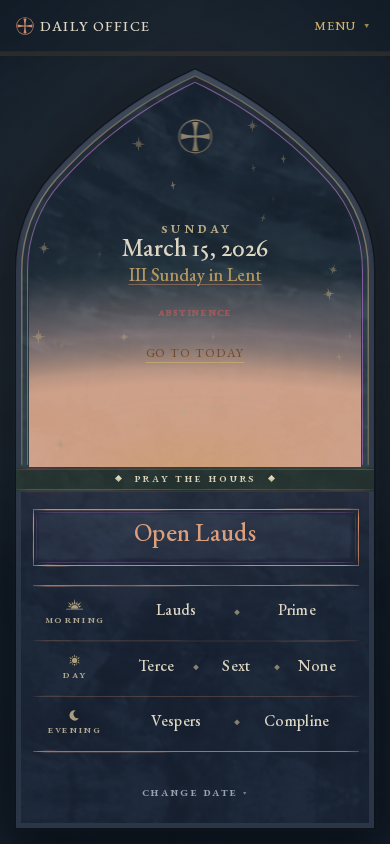 DAILY OFFICE
MENU
SUNDAY
March 15, 2026
III Sunday in Lent
ABSTINENCE
GO TO TODAY
PRAY THE HOURS
Open Lauds
MORNING
Lauds
Prime
DAY
Terce
Sext
None
EVENING
Vespers
Compline
CHANGE DATE